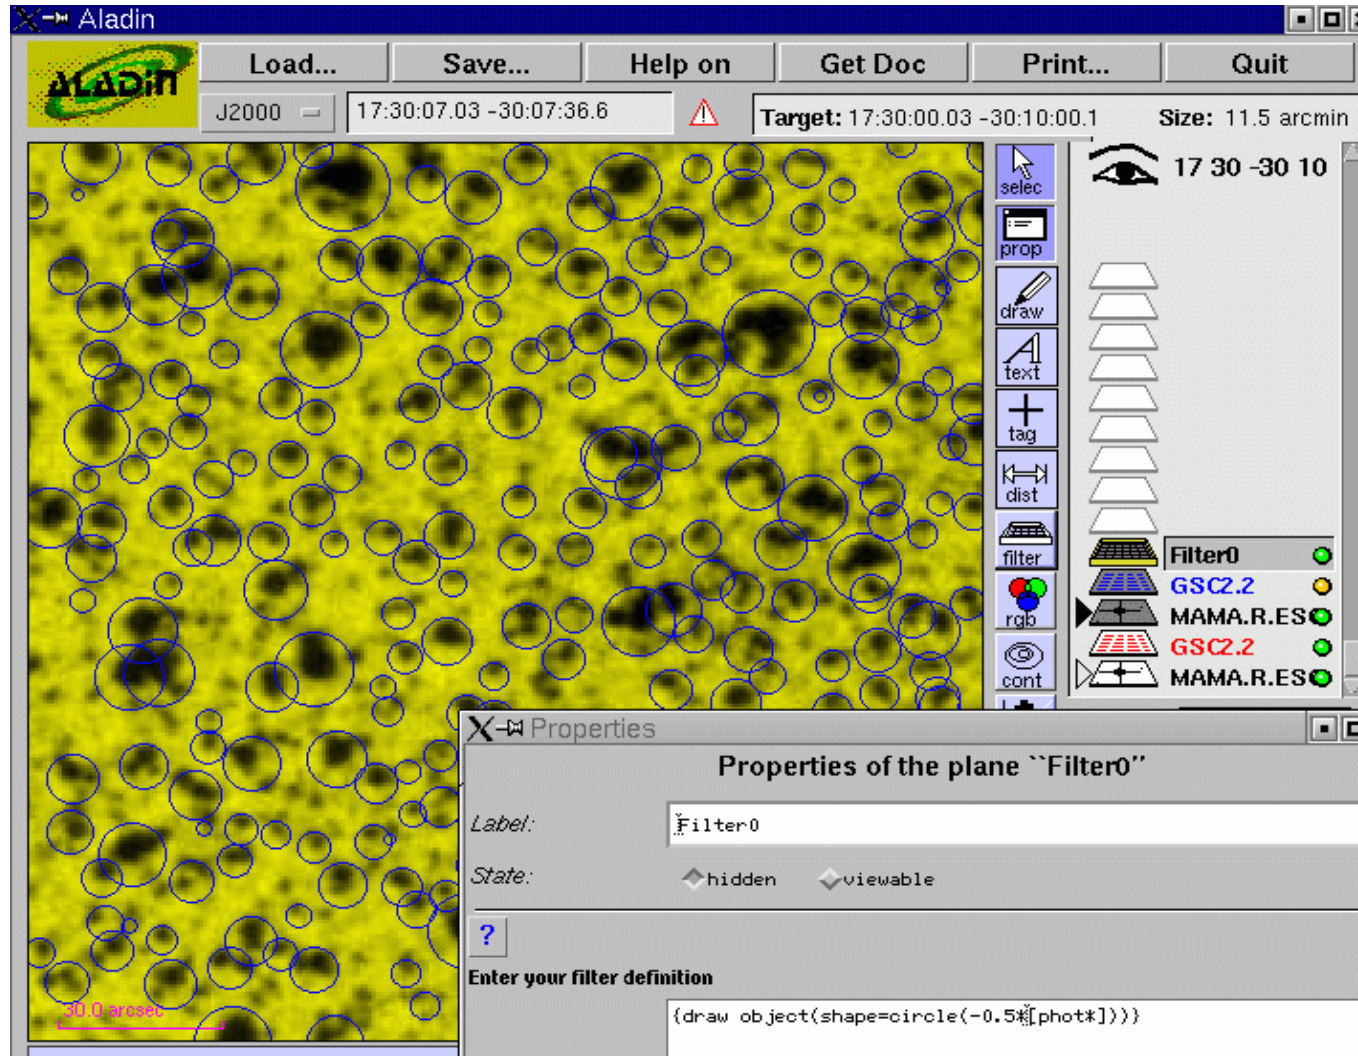 Aladin
ALADiN
Load... Save... Help on Get Doc Print... Quit
J2000 17:30:07.03 -30:07:36.6 Target: 17:30:00.03 -30:10:00.1 Size: 11.5 arcmin
selec 17 30 -30 10
prop
draw
text
tag
dist
filter Filter0
GSC2.2
rgb MAMA.R.ESO
GSC2.2
cont MAMA.R.ESO
Properties
Properties of the plane ``Filter0''
Label: Filter0
State: hidden viewable
?
Enter your filter definition
30.0 arcsec
{draw object(shape=circle(-0.5*[phot*]))}